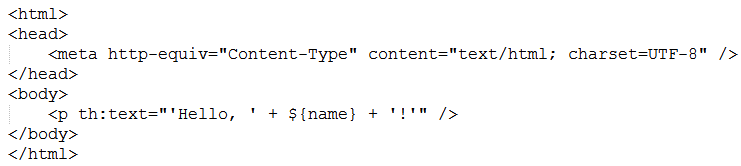 <html>
<head>
    <meta http-equiv="Content-Type" content="text/html; charset=UTF-8" />
</head>
<body>
    <p th:text="'Hello, ' + ${name} + '!'" />
</body>
</html>